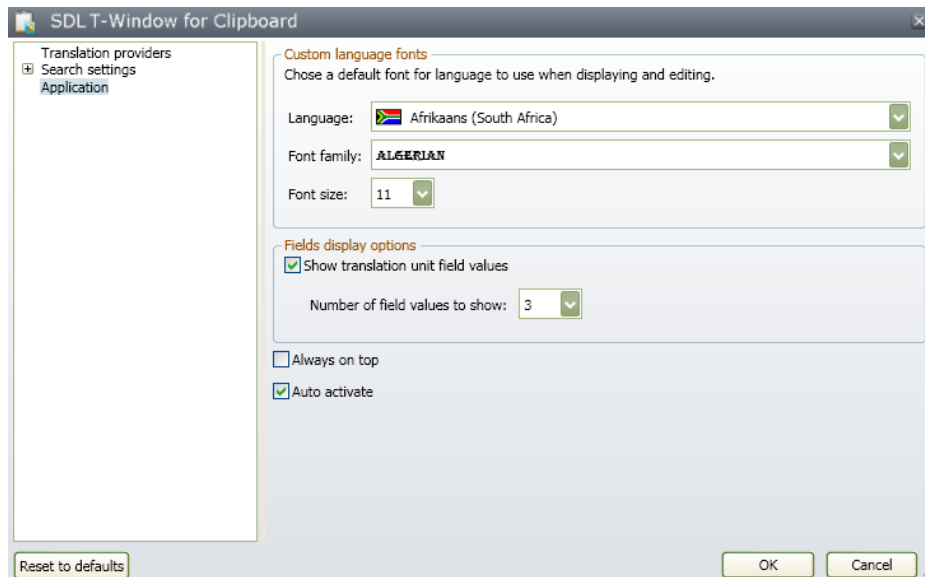 SDL T-Window for Clipboard
Translation providers
Search settings
Application
Custom language fonts
Chose a default font for language to use when displaying and editing.
Language: Afrikaans (South Africa)
Font family: ALGERIAN
Font size: 11
Fields display options
Show translation unit field values
Number of field values to show: 3
Always on top
Auto activate
Reset to defaults OK Cancel